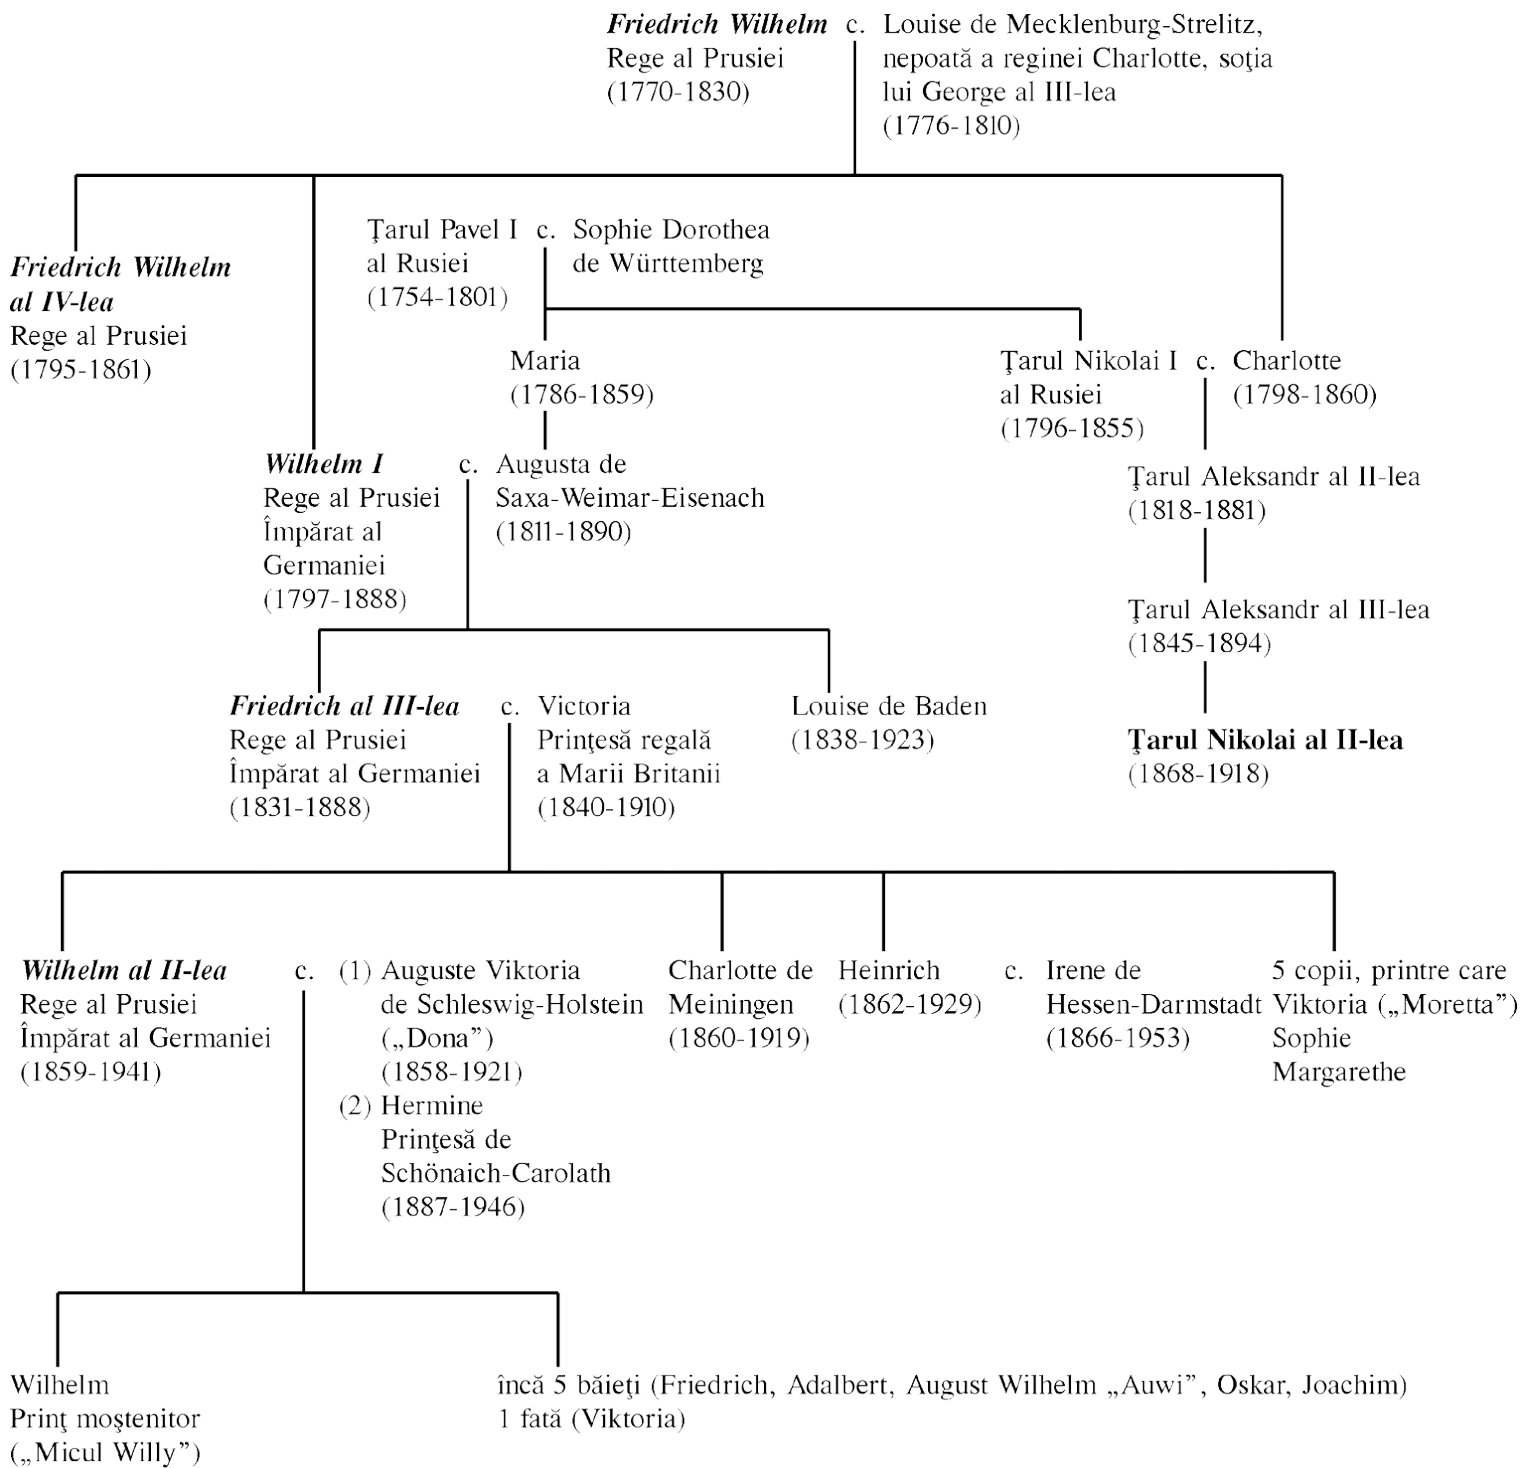 Friedrich Wilhelm c. Louise de Mecklenburg-Strelitz,
Rege al Prusiei nepoată a reginei Charlotte, soţia
(1770-1830) lui George al III-lea
(1776-1810)
Ţarul Pavel I c. Sophie Dorothea
al Rusiei de Württemberg
(1754-1801)
Friedrich Wilhelm
al IV-lea
Rege al Prusiei
(1795-1861)
Maria
(1786-1859)
Ţarul Nikolai I c. Charlotte
al Rusiei (1798-1860)
(1796-1855)
Wilhelm I c. Augusta de
Rege al Prusiei Saxa-Weimar-Eisenach
Împărat al (1811-1890)
Germaniei
(1797-1888)
Ţarul Aleksandr al II-lea
(1818-1881)
Ţarul Aleksandr al III-lea
(1845-1894)
Friedrich al III-lea c. Victoria
Rege al Prusiei Prinţesă regală
Împărat al Germaniei a Marii Britanii
(1831-1888) (1840-1910)
Louise de Baden
(1838-1923)
Ţarul Nikolai al II-lea
(1868-1918)
Wilhelm al II-lea c. (1) Auguste Viktoria
Rege al Prusiei de Schleswig-Holstein
Împărat al Germaniei („Dona”)
(1859-1941) (1858-1921)
(2) Hermine
Prinţesă de
Schönaich-Carolath
(1887-1946)
Charlotte de
Meiningen
(1860-1919)
Heinrich c. Irene de
(1862-1929) Hessen-Darmstadt
(1866-1953)
5 copii, printre care
Viktoria („Moretta”)
Sophie
Margarethe
Wilhelm
Prinţ moştenitor
(„Micul Willy”)
încă 5 băieţi (Friedrich, Adalbert, August Wilhelm „Auwi”, Oskar, Joachim)
1 fată (Viktoria)